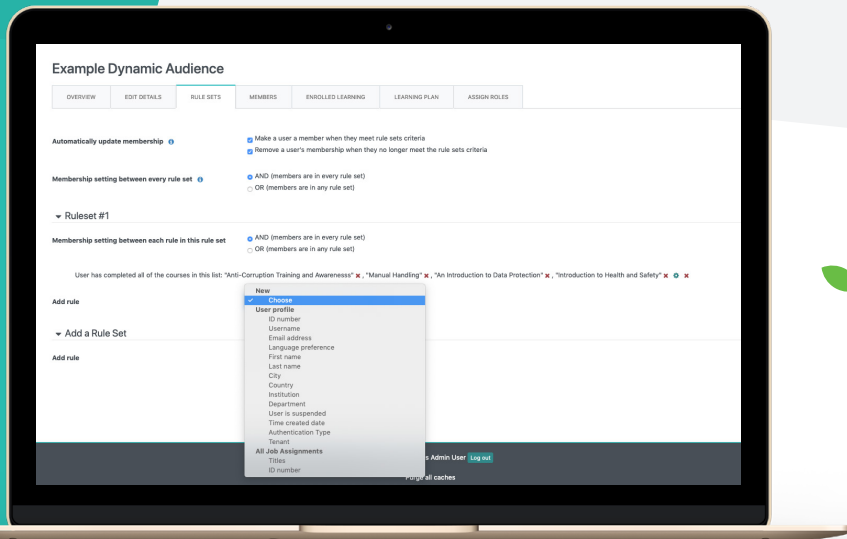 Example Dynamic Audience
OVERVIEW EDIT DETAILS RULE SETS MEMBERS ENROLLED LEARNING LEARNING PLAN ASSIGN ROLES
Automatically update membership
Make a user a member when they meet rule sets criteria
Remove a user's membership when they no longer meet the rule sets criteria
Membership setting between every rule set
AND (members are in every rule set)
OR (members are in any rule set)
Ruleset #1
Membership setting between each rule in this rule set
AND (members are in every rule set)
OR (members are in any rule set)
User has completed all of the courses in this list: "Anti-Corruption Training and Awarenesss" , "Manual Handling" , "An Introduction to Data Protection" , "Introduction to Health and Safety"
Add rule
New
Choose
User profile
ID number
Username
Email address
Language preference
First name
Last name
City
Country
Institution
Department
User is suspended
Time created date
Authentication Type
Tenant
All Job Assignments
Titles
ID number
Add a Rule Set
Add rule
s Admin User Log out
Purge all caches